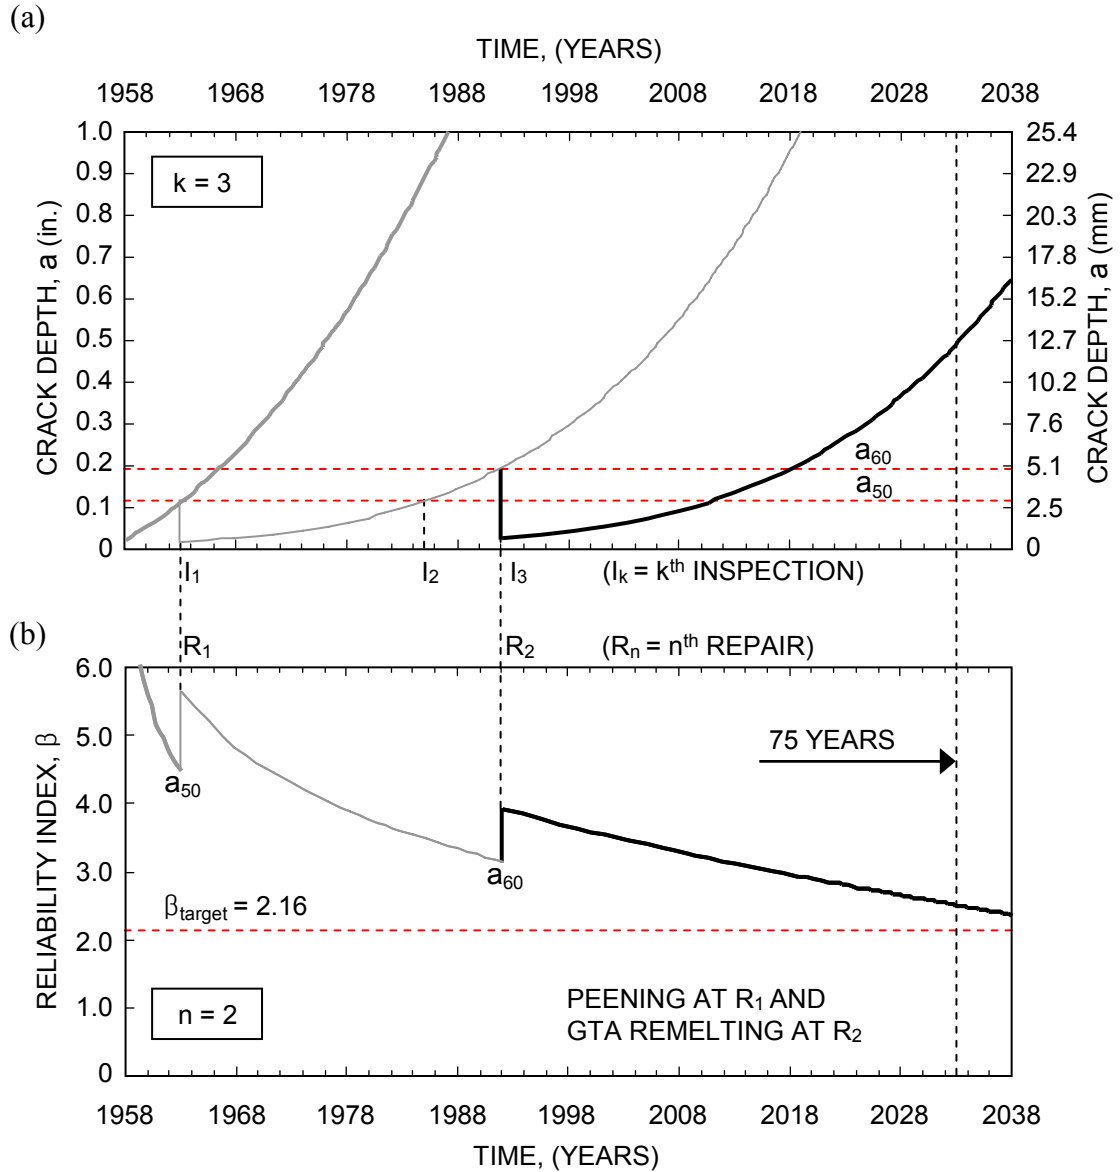 (a)
TIME, (YEARS)
1958 1968 1978 1988 1998 2008 2018 2028 2038
1.0 25.4
0.9 22.9
k = 3
0.8 20.3
0.7 17.8
0.6 15.2
0.5 12.7
0.4 10.2
0.3 7.6
0.2 5.1
0.1 2.5
0 0
CRACK DEPTH, a (in.)
CRACK DEPTH, a (mm)
a60
a50
I1 I2 I3 (Ik = kth INSPECTION)
(b)
R1 R2 (Rn = nth REPAIR)
6.0
5.0
4.0
3.0
2.0
1.0
0
RELIABILITY INDEX, β
75 YEARS
a50
a60
βtarget = 2.16
n = 2
PEENING AT R1 AND
GTA REMELTING AT R2
1958 1968 1978 1988 1998 2008 2018 2028 2038
TIME, (YEARS)